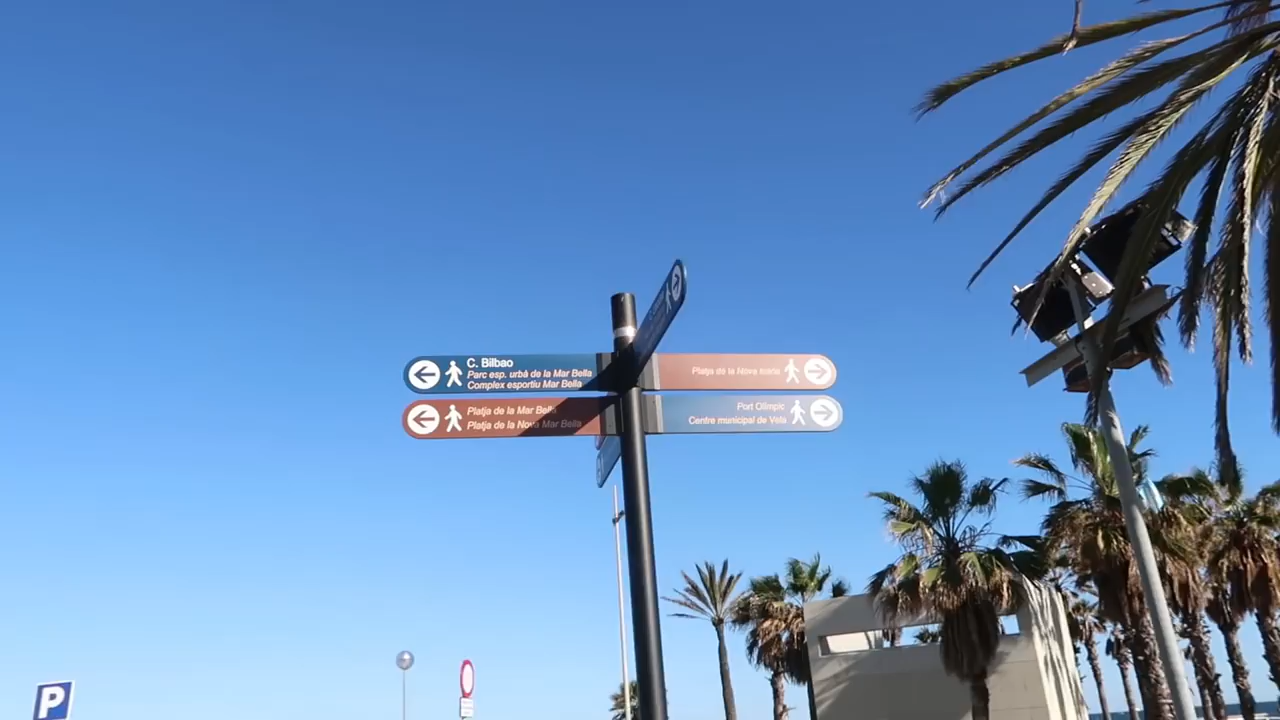 C. Bilbao
Parc esp. urbà de la Mar Bella
Complex esportiu Mar Bella
Platja de la Mar Bella
Platja de la Nova Mar Bella
Platja de la Nova Icària
Port Olímpic
Centre municipal de Vela
P